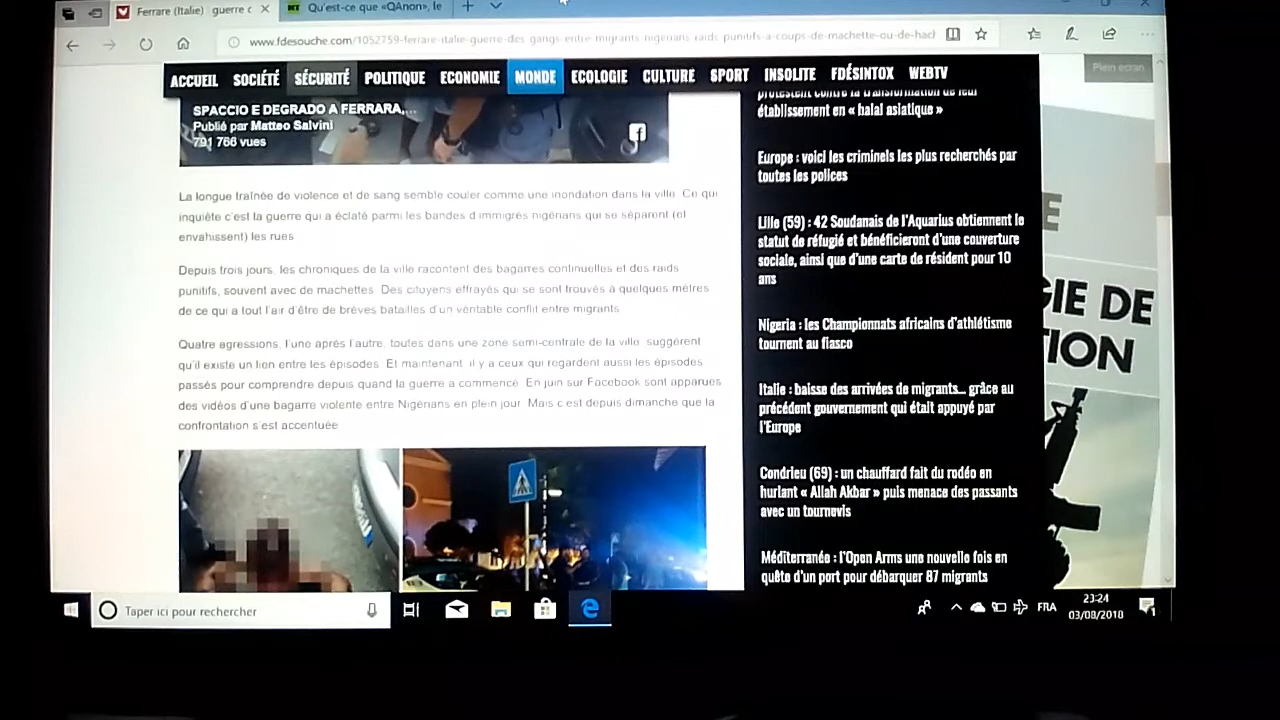 Ferrare (Italie) guerre c
Qu'est-ce que «QAnon», le
www.fdesouche.com/1052759-ferrare-italie-guerre-des-gangs-entre-migrants-nigerians-raids-punitifs-a-coups-de-machette-ou-de-hach
Plein écran
ACCUEIL SOCIÉTÉ SÉCURITÉ POLITIQUE ECONOMIE MONDE ECOLOGIE CULTURE SPORT INSOLITE FDÉSINTOX WEBTV
SPACCIO E DEGRADO A FERRARA,...
Publié par Matteo Salvini
791 766 vues
La longue traînée de violence et de sang semble couler comme une inondation dans la ville. Ce qui
inquiète c'est la guerre qui a éclaté parmi les bandes d'immigrés nigérians qui se séparent (et
envahissent) les rues
Depuis trois jours, les chroniques de la ville racontent des bagarres continuelles et des raids
punitifs, souvent avec de machettes. Des citoyens effrayés qui se sont trouvés à quelques mètres
de ce qui a tout l'air d'être de brèves batailles d'un véritable conflit entre migrants
Quatre agressions, l'une après l'autre, toutes dans une zone semi-centrale de la ville, suggèrent
qu'il existe un lien entre les épisodes. Et maintenant, il y a ceux qui regardent aussi les épisodes
passés pour comprendre depuis quand la guerre a commencé. En juin sur Facebook sont apparues
des vidéos d'une bagarre violente entre Nigérians en plein jour. Mais c'est depuis dimanche que la
confrontation s'est accentuée
protestent contre la transformation de leur
établissement en « halal asiatique »
Europe : voici les criminels les plus recherchés par
toutes les polices
Lille (59) : 42 Soudanais de l'Aquarius obtiennent le
statut de réfugié et bénéficieront d'une couverture
sociale, ainsi que d'une carte de résident pour 10
ans
Nigeria : les Championnats africains d'athlétisme
tournent au fiasco
Italie : baisse des arrivées de migrants... grâce au
précédent gouvernement qui était appuyé par
l'Europe
Condrieu (69) : un chauffard fait du rodéo en
hurlant « Allah Akbar » puis menace des passants
avec un tournevis
Méditerranée : l'Open Arms une nouvelle fois en
quête d'un port pour débarquer 87 migrants
E
GIE DE
TION
Taper ici pour rechercher
FRA
23:24
03/08/2018